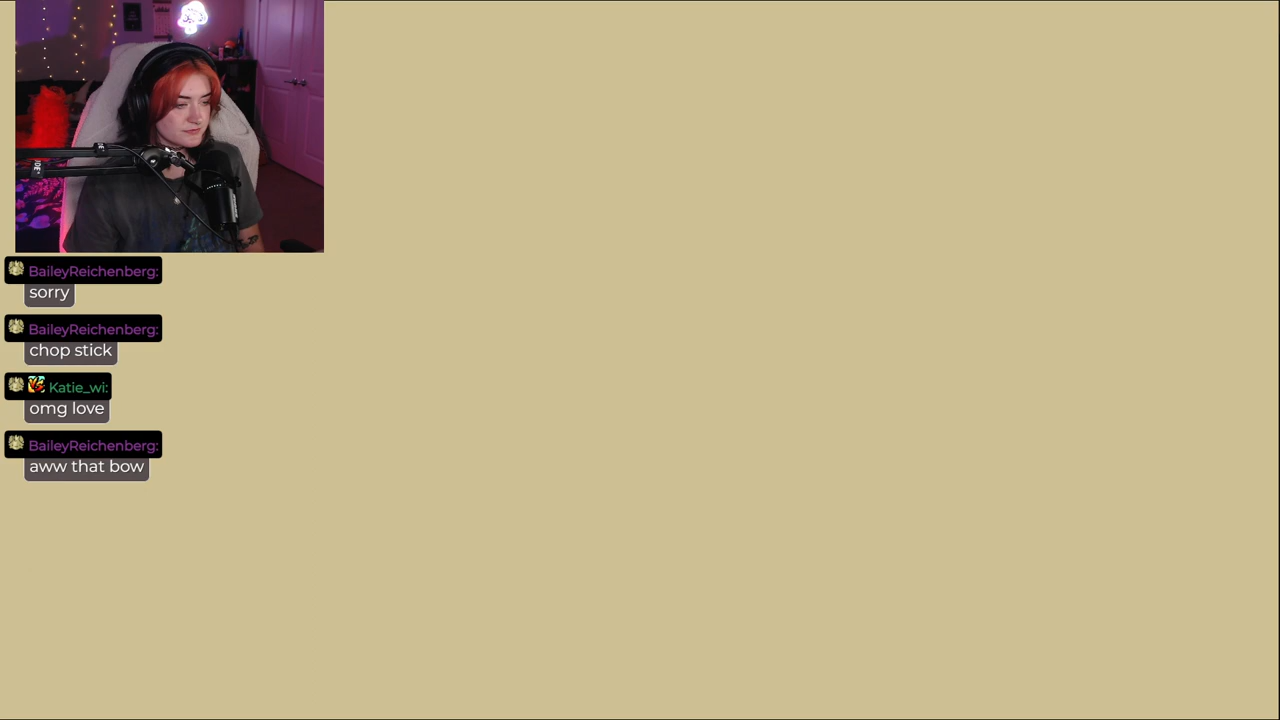 BaileyReichenberg:
sorry
BaileyReichenberg:
chop stick
Katie_wi:
omg love
BaileyReichenberg:
aww that bow